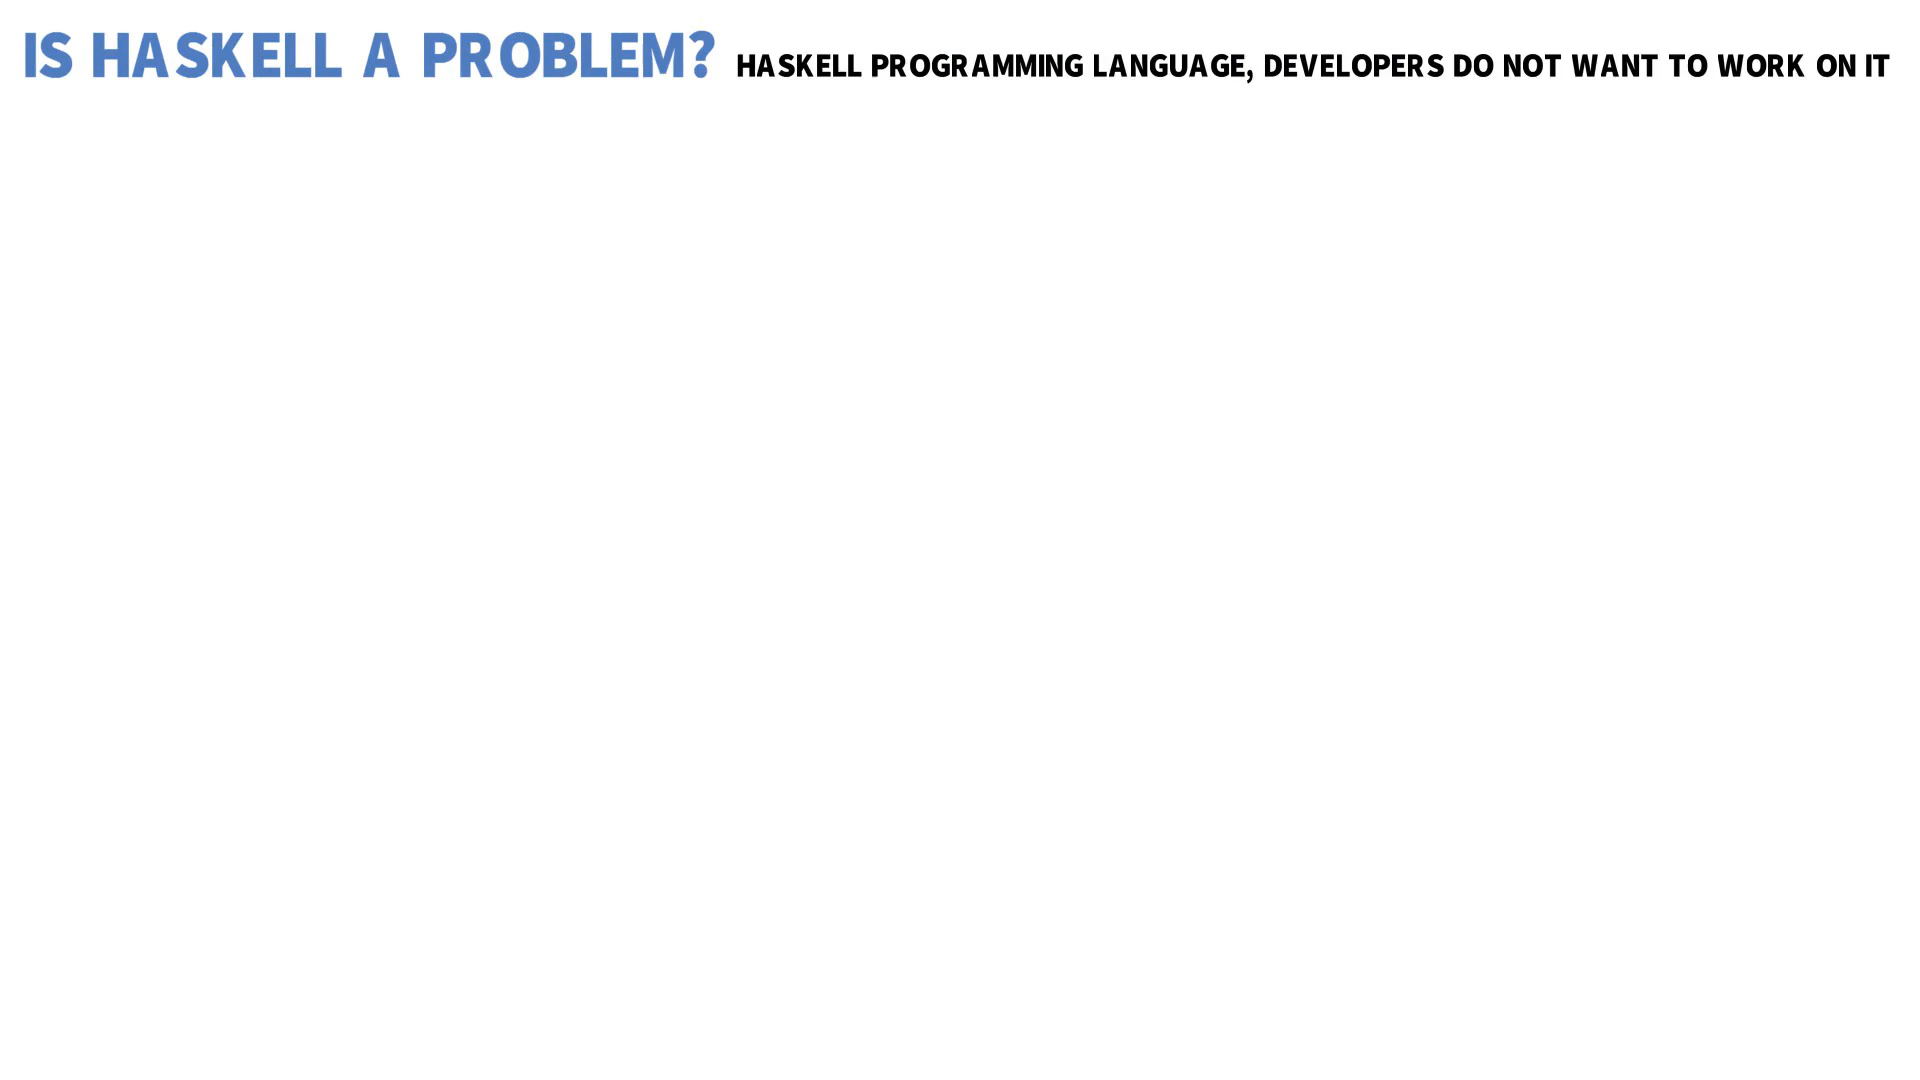 IS HASKELL A PROBLEM? HASKELL PROGRAMMING LANGUAGE, DEVELOPERS DO NOT WANT TO WORK ON IT